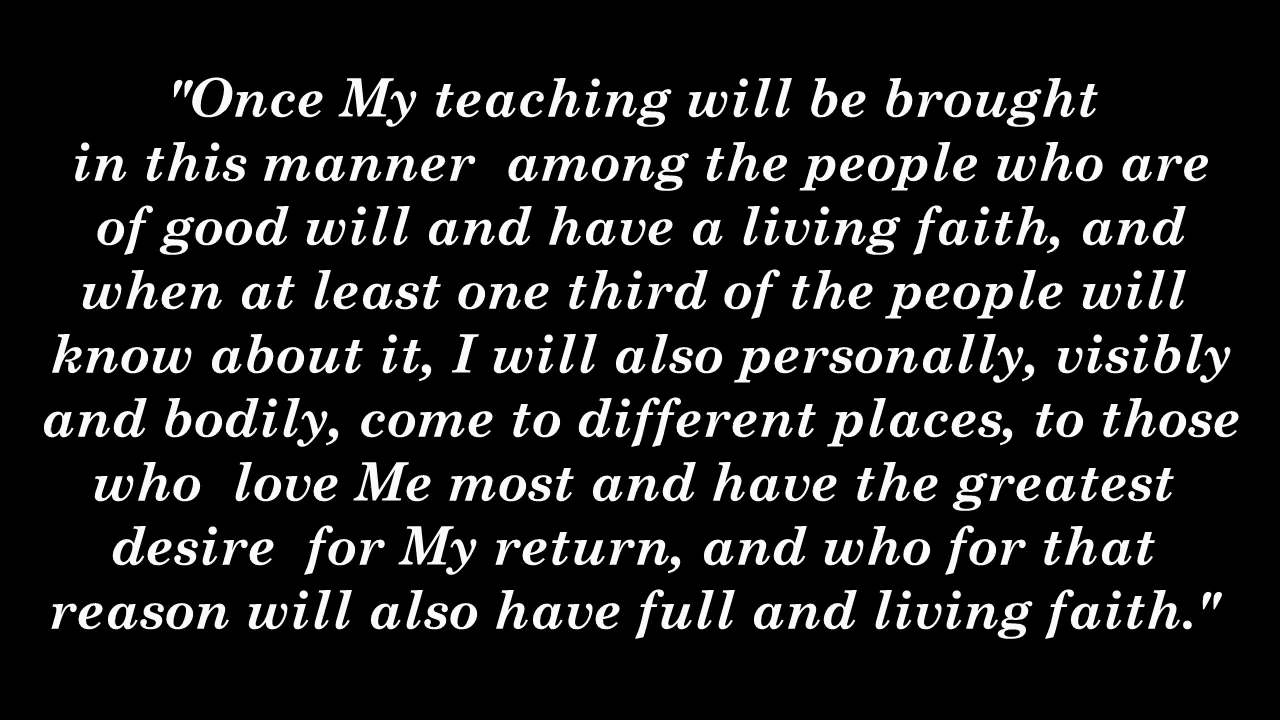 "Once My teaching will be brought
in this manner  among the people who are
of good will and have a living faith, and
when at least one third of the people will
know about it, I will also personally, visibly
and bodily, come to different places, to those
who  love Me most and have the greatest
desire  for My return, and who for that
reason will also have full and living faith."